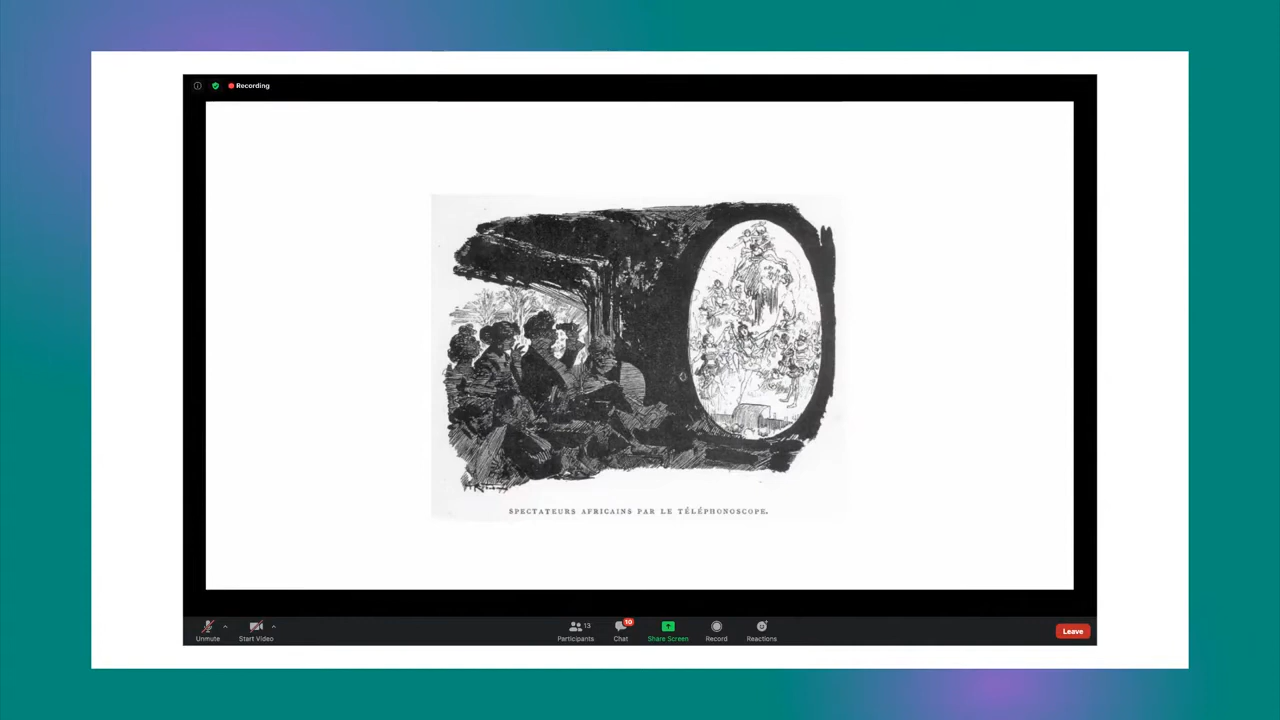 Recording
SPECTATEURS AFRICAINS PAR LE TÉLÉPHONOSCOPE.
13
10
Unmute
Start Video
Participants
Chat
Share Screen
Record
Reactions
Leave